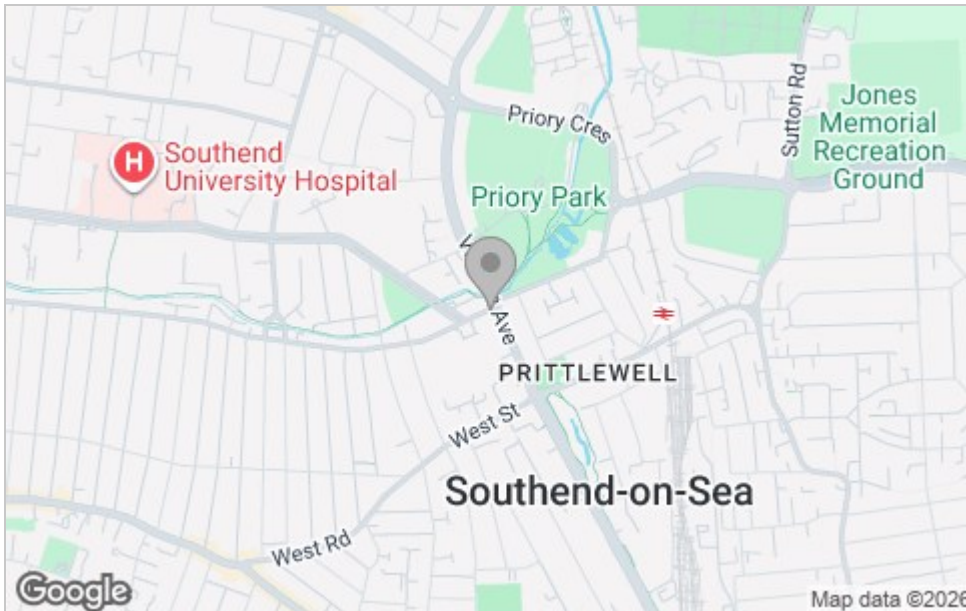 Priory Cres
Sutton Rd
Jones
Memorial
Recreation
Ground
H
Southend
University Hospital
Priory Park
Ave
PRITTLEWELL
West St
Southend-on-Sea
West Rd
Google
Map data ©2026